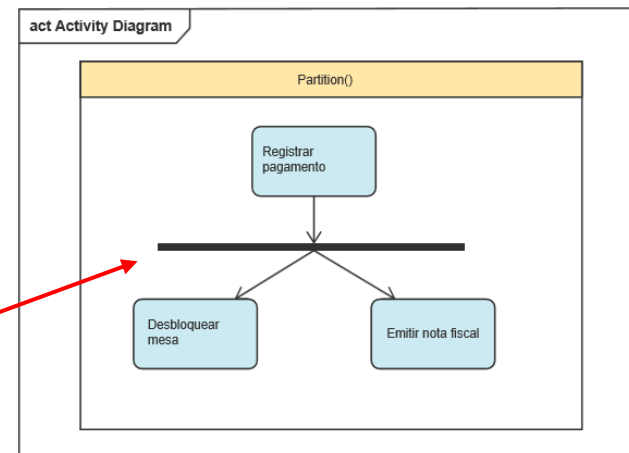 act Activity Diagram
Partition()
Registrar
pagamento
Desbloquear
mesa
Emitir nota fiscal